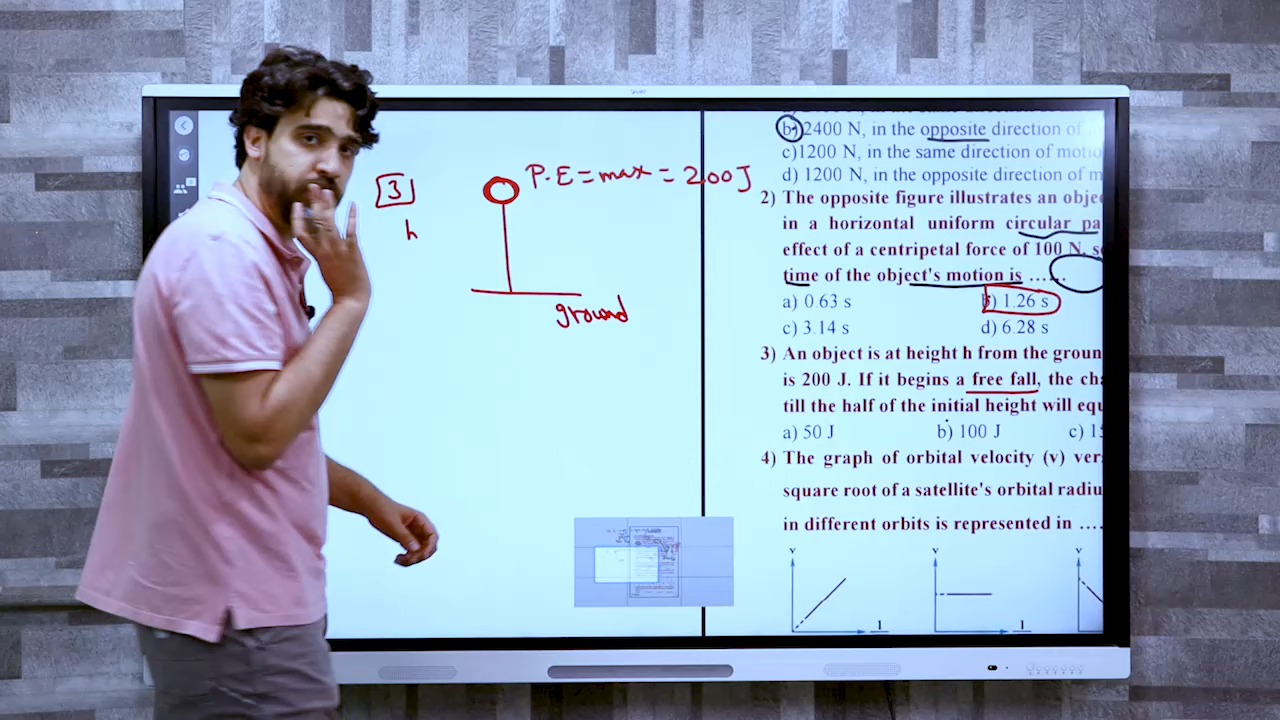 SMART
3
P.E = max = 200 J
h
ground
b) 2400 N, in the opposite direction of
c) 1200 N, in the same direction of motio
d) 1200 N, in the opposite direction of m
2) The opposite figure illustrates an obje
in a horizontal uniform circular pa
effect of a centripetal force of 100 N, s
time of the object's motion is ......
a) 0.63 s b) 1.26 s
c) 3.14 s d) 6.28 s
3) An object is at height h from the groun
is 200 J. If it begins a free fall, the cha
till the half of the initial height will equ
a) 50 J b) 100 J c) 15
4) The graph of orbital velocity (v) ver
square root of a satellite's orbital radiu
in different orbits is represented in ....
v v v
1 1